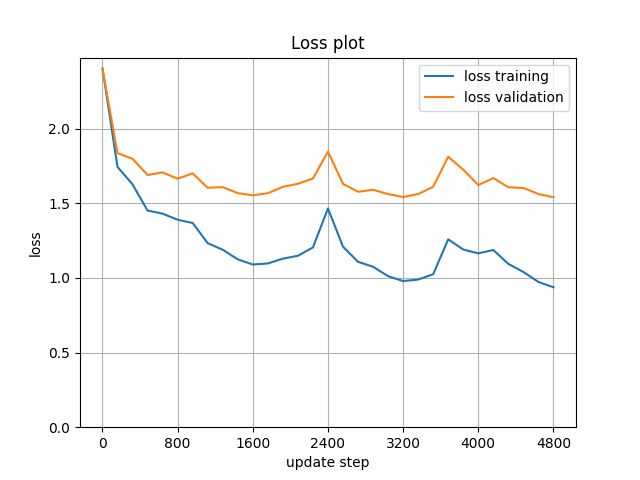 Loss plot
loss training
loss validation
2.0
1.5
1.0
0.5
0.0
loss
0 800 1600 2400 3200 4000 4800
update step